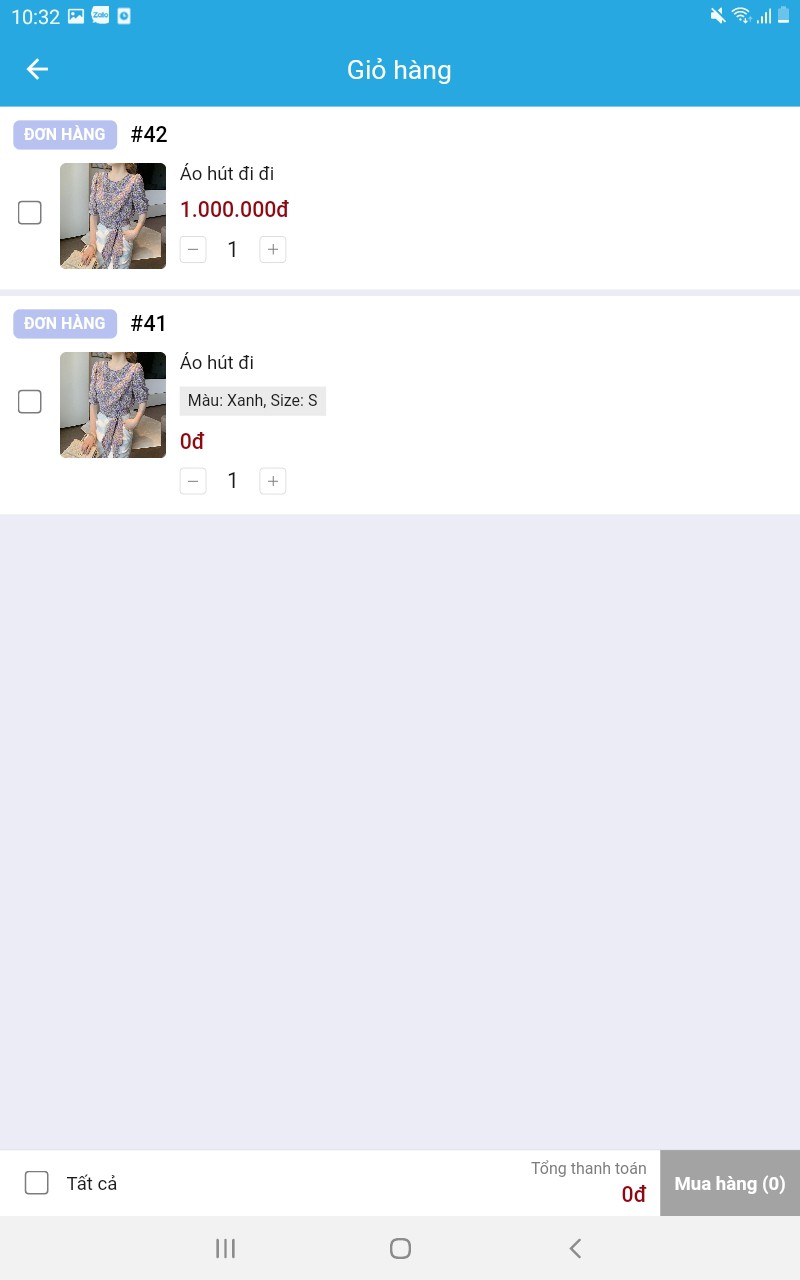 10:32 Zalo
Giỏ hàng
ĐƠN HÀNG #42
Áo hút đi đi
1.000.000đ
1
ĐƠN HÀNG #41
Áo hút đi
Màu: Xanh, Size: S
0đ
1
Tất cả
Tổng thanh toán
0đ
Mua hàng (0)